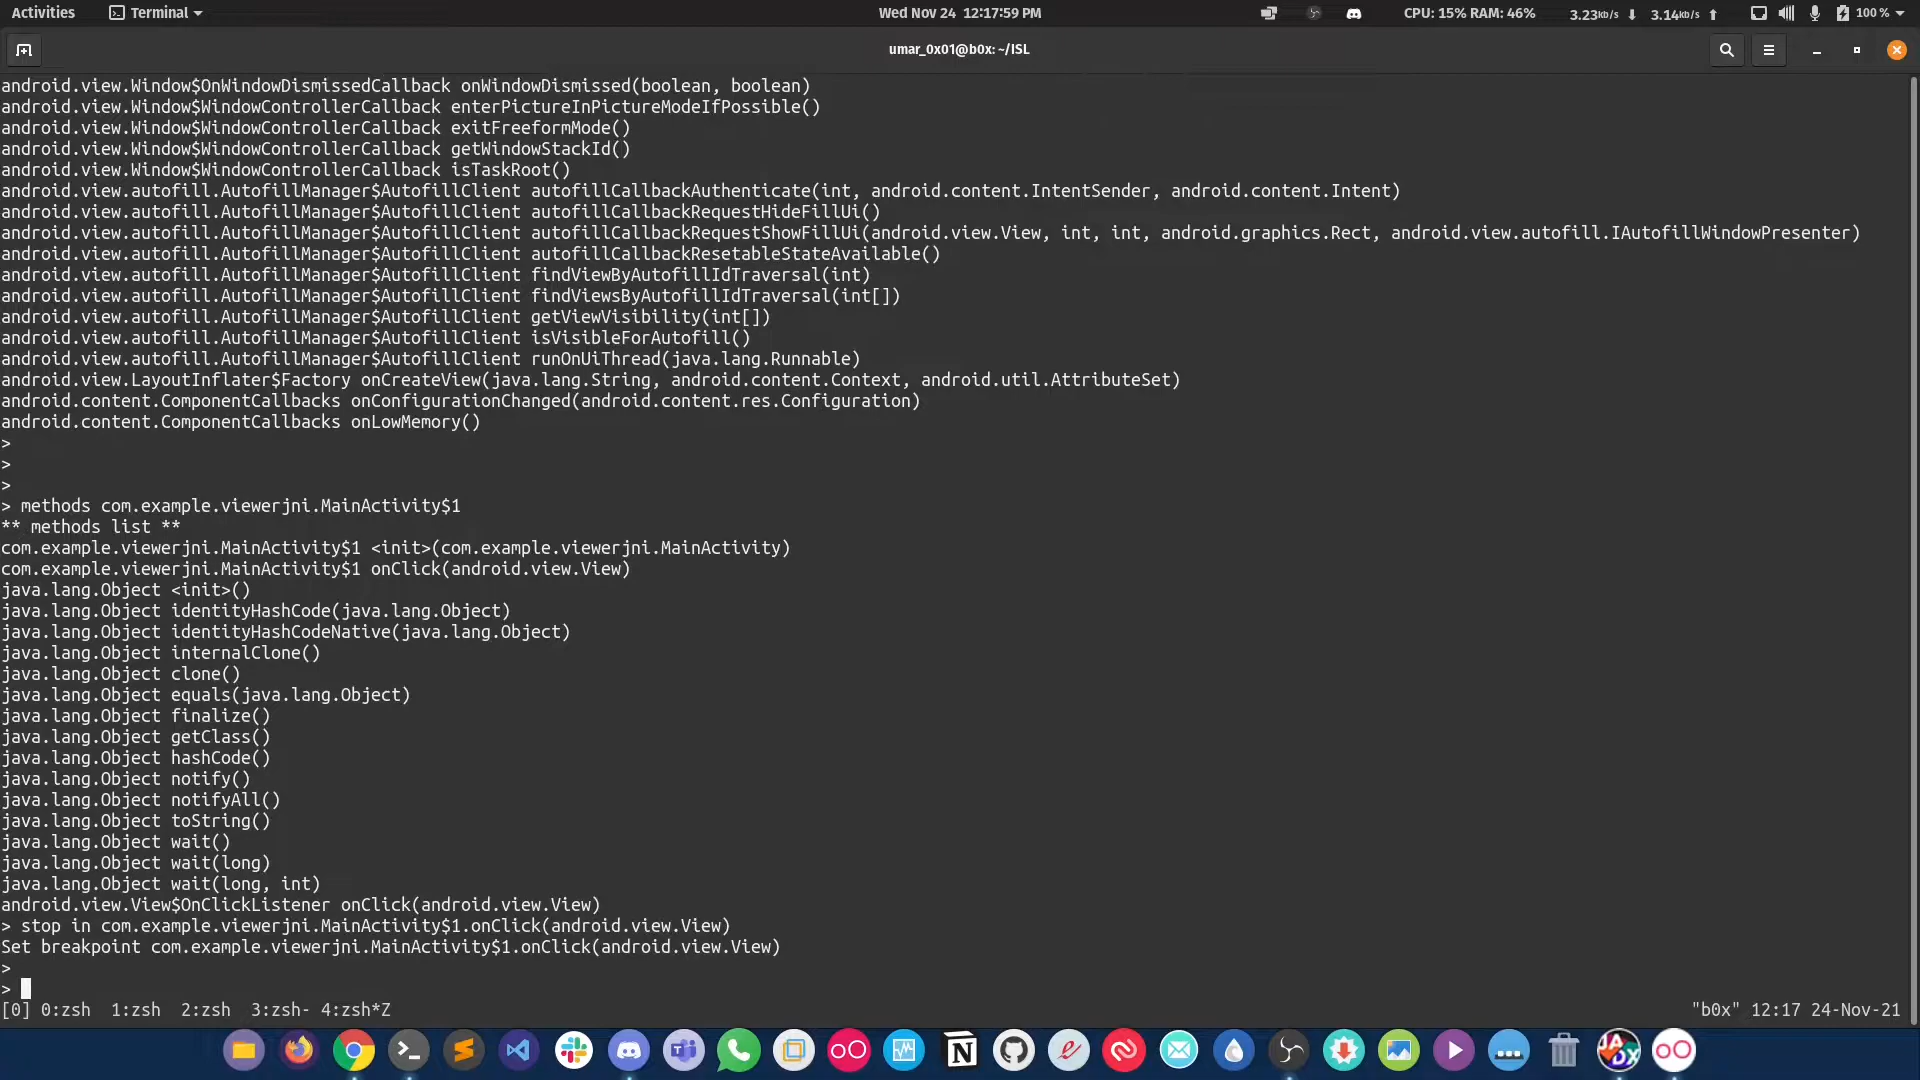 Activities
Terminal
Wed Nov 24 12:17:59 PM
CPU: 15% RAM: 46%
3.23kb/s
3.14kb/s
100 %
umar_0x01@b0x: ~/ISL
android.view.Window$OnWindowDismissedCallback onWindowDismissed(boolean, boolean)
android.view.Window$WindowControllerCallback enterPictureInPictureModeIfPossible()
android.view.Window$WindowControllerCallback exitFreeformMode()
android.view.Window$WindowControllerCallback getWindowStackId()
android.view.Window$WindowControllerCallback isTaskRoot()
android.view.autofill.AutofillManager$AutofillClient autofillCallbackAuthenticate(int, android.content.IntentSender, android.content.Intent)
android.view.autofill.AutofillManager$AutofillClient autofillCallbackRequestHideFillUi()
android.view.autofill.AutofillManager$AutofillClient autofillCallbackRequestShowFillUi(android.view.View, int, int, android.graphics.Rect, android.view.autofill.IAutofillWindowPresenter)
android.view.autofill.AutofillManager$AutofillClient autofillCallbackResetableStateAvailable()
android.view.autofill.AutofillManager$AutofillClient findViewByAutofillIdTraversal(int)
android.view.autofill.AutofillManager$AutofillClient findViewsByAutofillIdTraversal(int[])
android.view.autofill.AutofillManager$AutofillClient getViewVisibility(int[])
android.view.autofill.AutofillManager$AutofillClient isVisibleForAutofill()
android.view.autofill.AutofillManager$AutofillClient runOnUiThread(java.lang.Runnable)
android.view.LayoutInflater$Factory onCreateView(java.lang.String, android.content.Context, android.util.AttributeSet)
android.content.ComponentCallbacks onConfigurationChanged(android.content.res.Configuration)
android.content.ComponentCallbacks onLowMemory()
>
>
>
> methods com.example.viewerjni.MainActivity$1
** methods list **
com.example.viewerjni.MainActivity$1 <init>(com.example.viewerjni.MainActivity)
com.example.viewerjni.MainActivity$1 onClick(android.view.View)
java.lang.Object <init>()
java.lang.Object identityHashCode(java.lang.Object)
java.lang.Object identityHashCodeNative(java.lang.Object)
java.lang.Object internalClone()
java.lang.Object clone()
java.lang.Object equals(java.lang.Object)
java.lang.Object finalize()
java.lang.Object getClass()
java.lang.Object hashCode()
java.lang.Object notify()
java.lang.Object notifyAll()
java.lang.Object toString()
java.lang.Object wait()
java.lang.Object wait(long)
java.lang.Object wait(long, int)
android.view.View$OnClickListener onClick(android.view.View)
> stop in com.example.viewerjni.MainActivity$1.onClick(android.view.View)
Set breakpoint com.example.viewerjni.MainActivity$1.onClick(android.view.View)
>
>
[0] 0:zsh 1:zsh 2:zsh 3:zsh- 4:zsh*Z
"b0x" 12:17 24-Nov-21